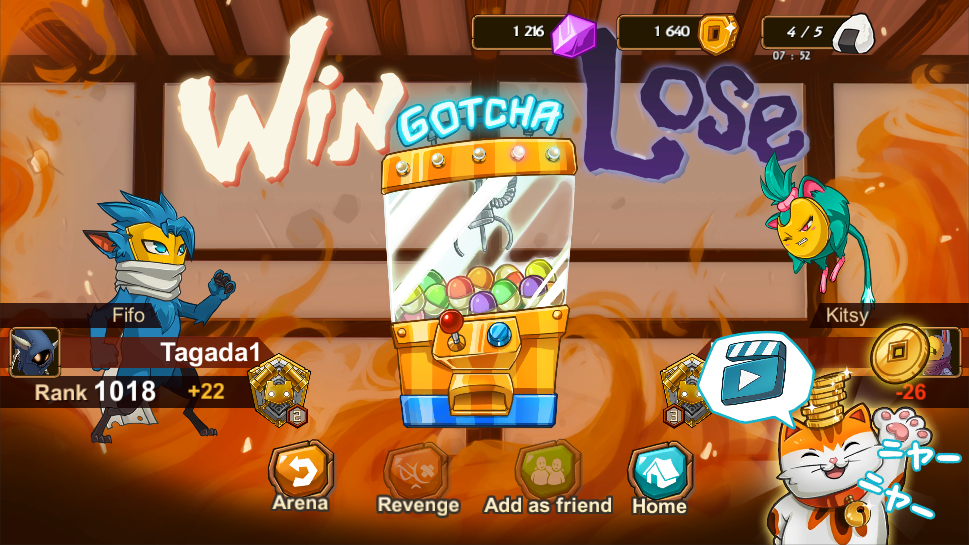 1 216
1 640
4 / 5
07 : 52
Win
Lose
GOTCHA
Fifo
Kitsy
Tagada1
Rank 1018 +22
-26
2
3
ニャー
ニャー
Arena
Revenge
Add as friend
Home